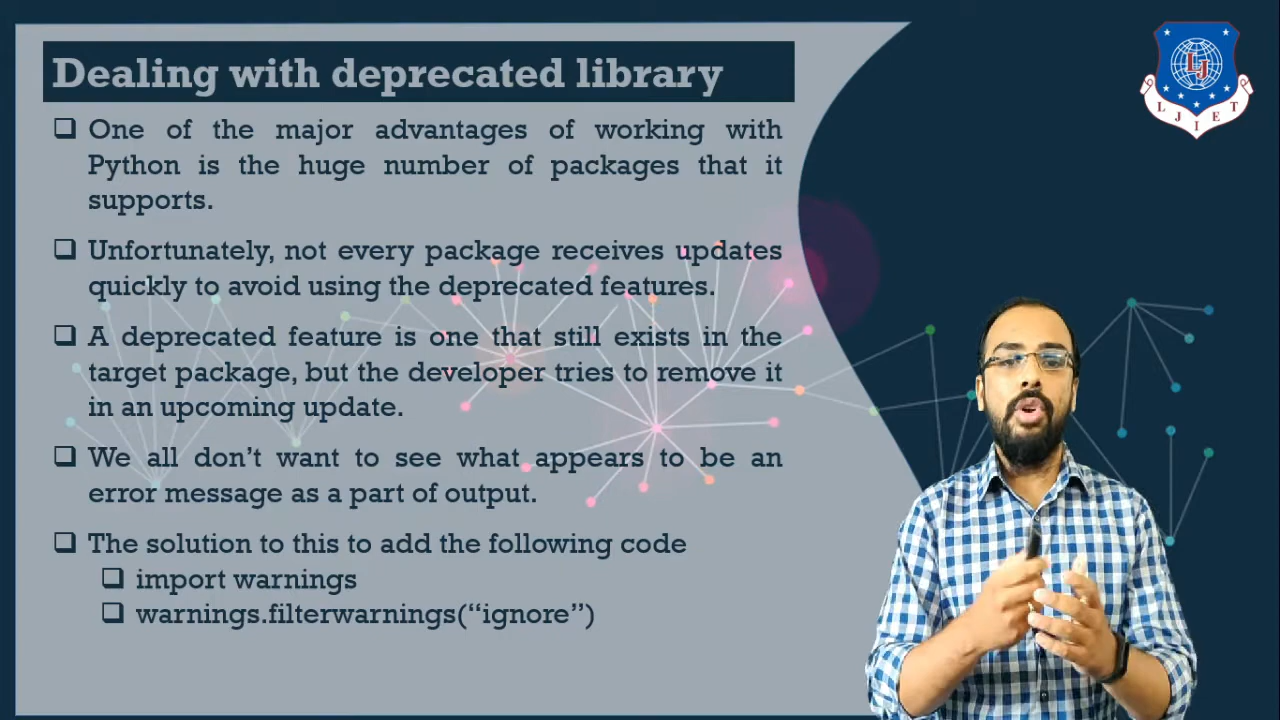 Dealing with deprecated library
One of the major advantages of working with
Python is the huge number of packages that it
supports.
Unfortunately, not every package receives updates
quickly to avoid using the deprecated features.
A deprecated feature is one that still exists in the
target package, but the developer tries to remove it
in an upcoming update.
We all don't want to see what appears to be an
error message as a part of output.
The solution to this to add the following code
import warnings
warnings.filterwarnings(“ignore”)
LJ
L J I E T